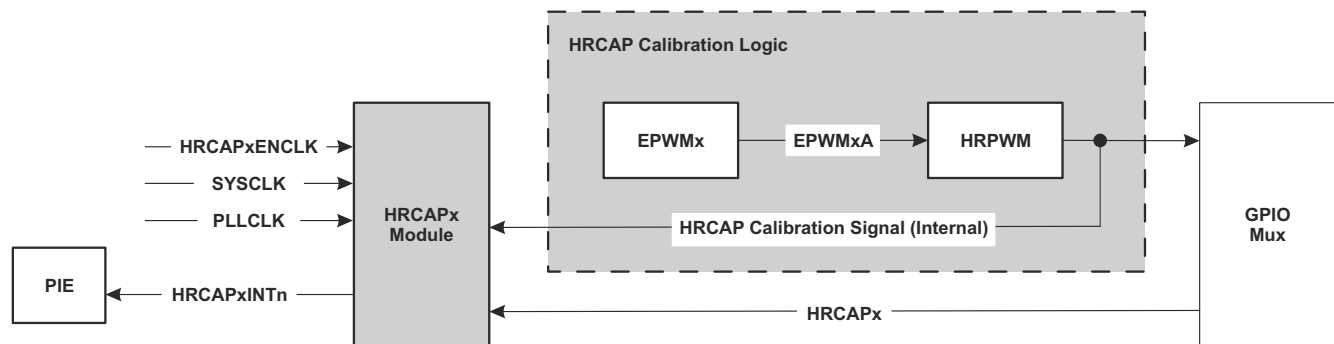 HRCAP Calibration Logic
EPWMx
EPWMxA
HRPWM
HRCAPxENCLK
SYSCLK
PLLCLK
HRCAPx
Module
HRCAP Calibration Signal (Internal)
GPIO
Mux
PIE
HRCAPxINTn
HRCAPx